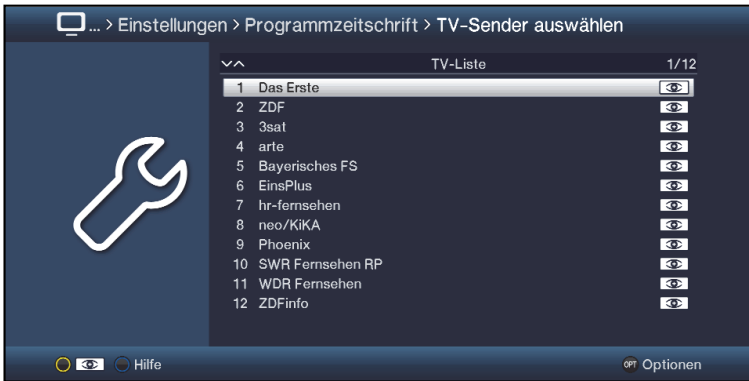 ... > Einstellungen > Programmzeitschrift > TV-Sender auswählen
TV-Liste 1/12
1 Das Erste
2 ZDF
3 3sat
4 arte
5 Bayerisches FS
6 EinsPlus
7 hr-fernsehen
8 neo/KiKA
9 Phoenix
10 SWR Fernsehen RP
11 WDR Fernsehen
12 ZDFinfo
Hilfe OPT Optionen